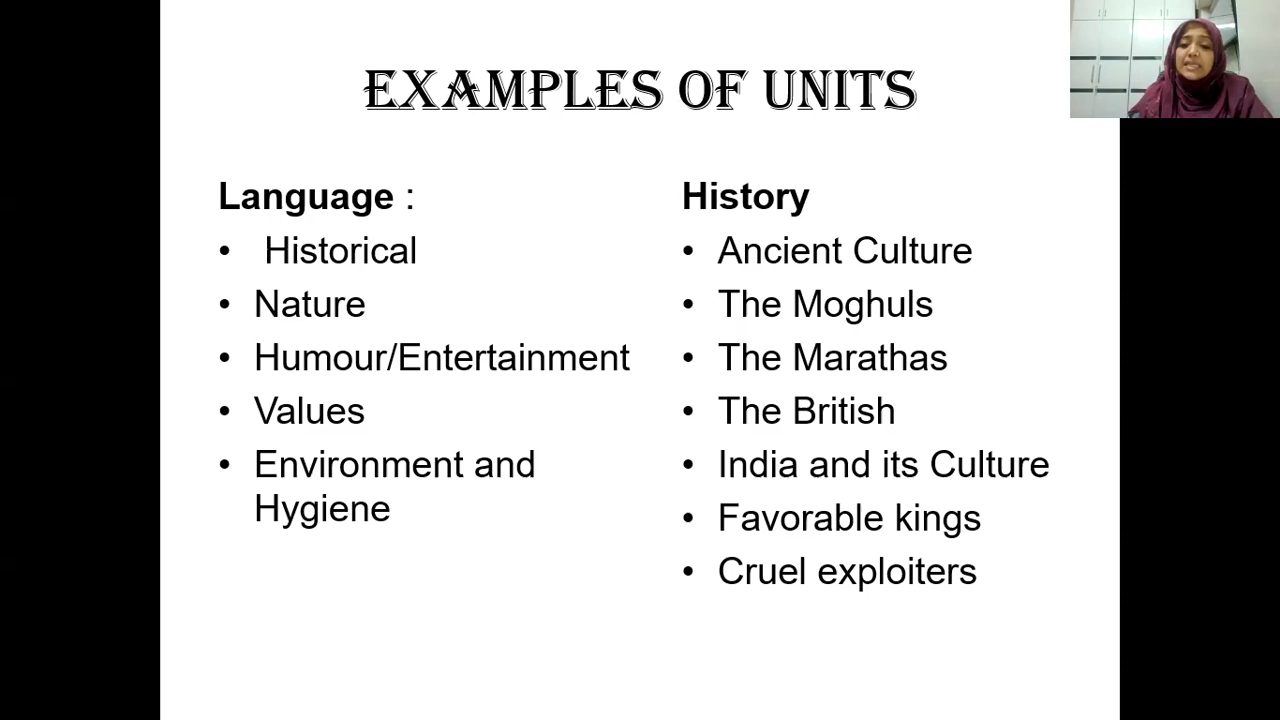 EXAMPLES OF UNITS
Language :
• Historical
• Nature
• Humour/Entertainment
• Values
• Environment and
Hygiene
History
• Ancient Culture
• The Moghuls
• The Marathas
• The British
• India and its Culture
• Favorable kings
• Cruel exploiters